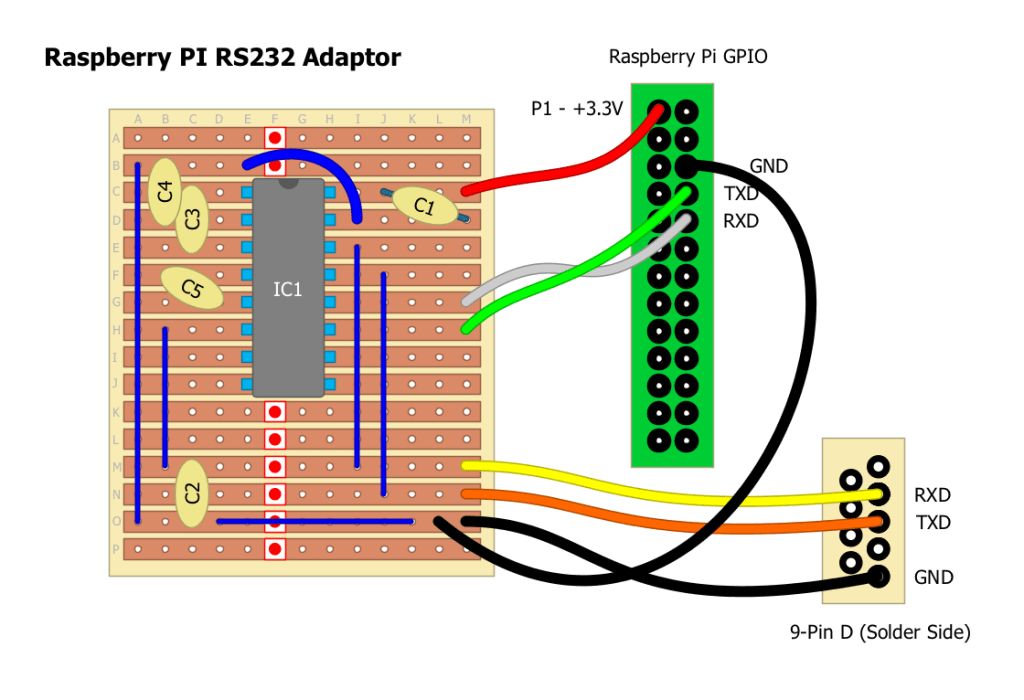 Raspberry PI RS232 Adaptor
Raspberry Pi GPIO
P1 - +3.3V
GND
TXD
RXD
A B C D E F G H I J K L M
A
B
C
D
E
F
G
H
I
J
K
L
M
N
O
P
C4
C3
C1
C5
IC1
C2
RXD
TXD
GND
9-Pin D (Solder Side)